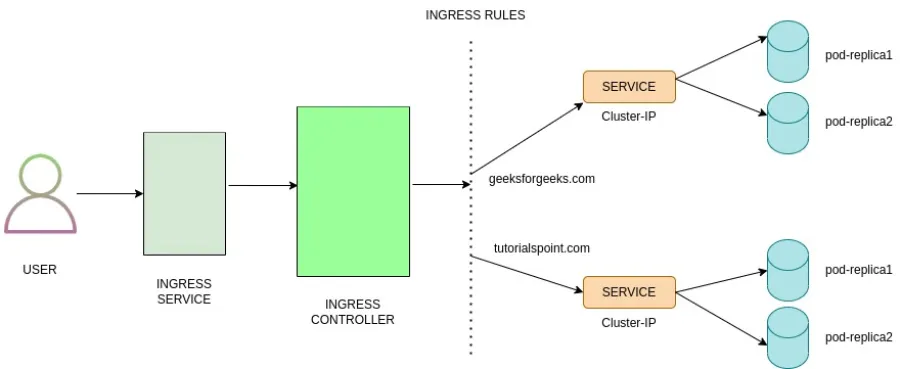 INGRESS RULES
SERVICE
Cluster-IP
pod-replica1
pod-replica2
geeksforgeeks.com
USER
INGRESS
SERVICE
INGRESS
CONTROLLER
tutorialspoint.com
SERVICE
Cluster-IP
pod-replica1
pod-replica2